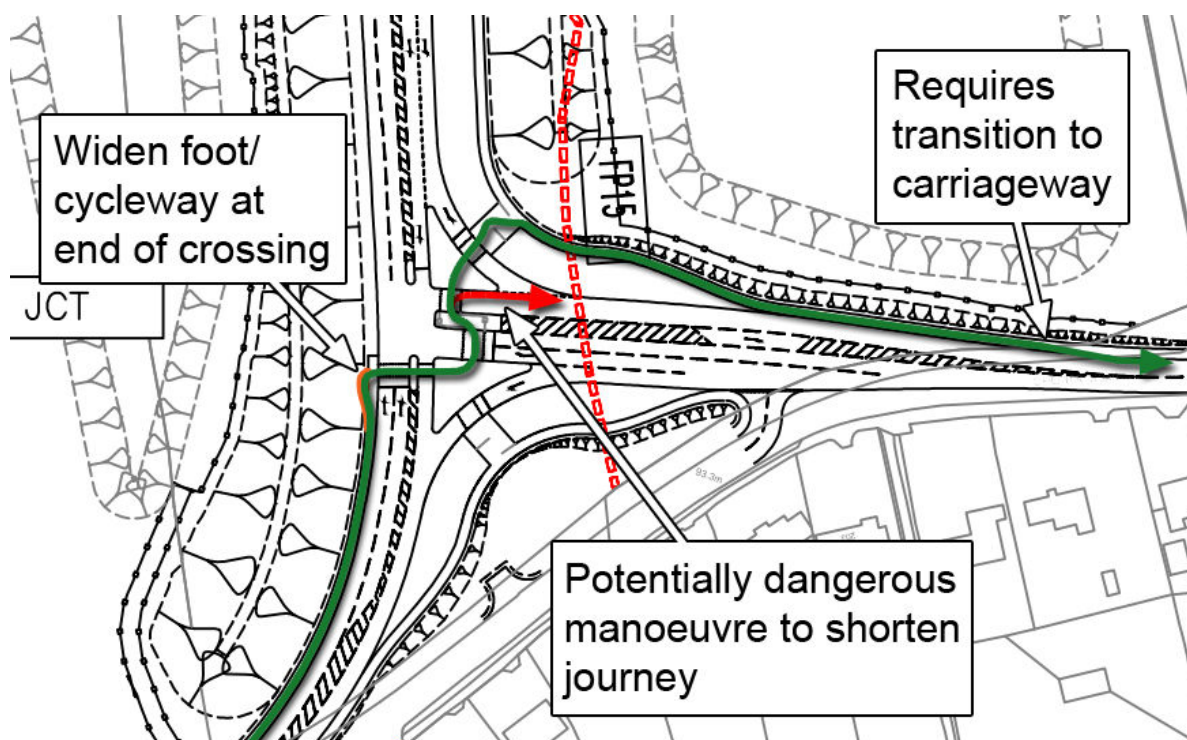 Requires
transition to
carriageway
Widen foot/
cycleway at
end of crossing
FP15
JCT
93.3m
Potentially dangerous
manoeuvre to shorten
journey